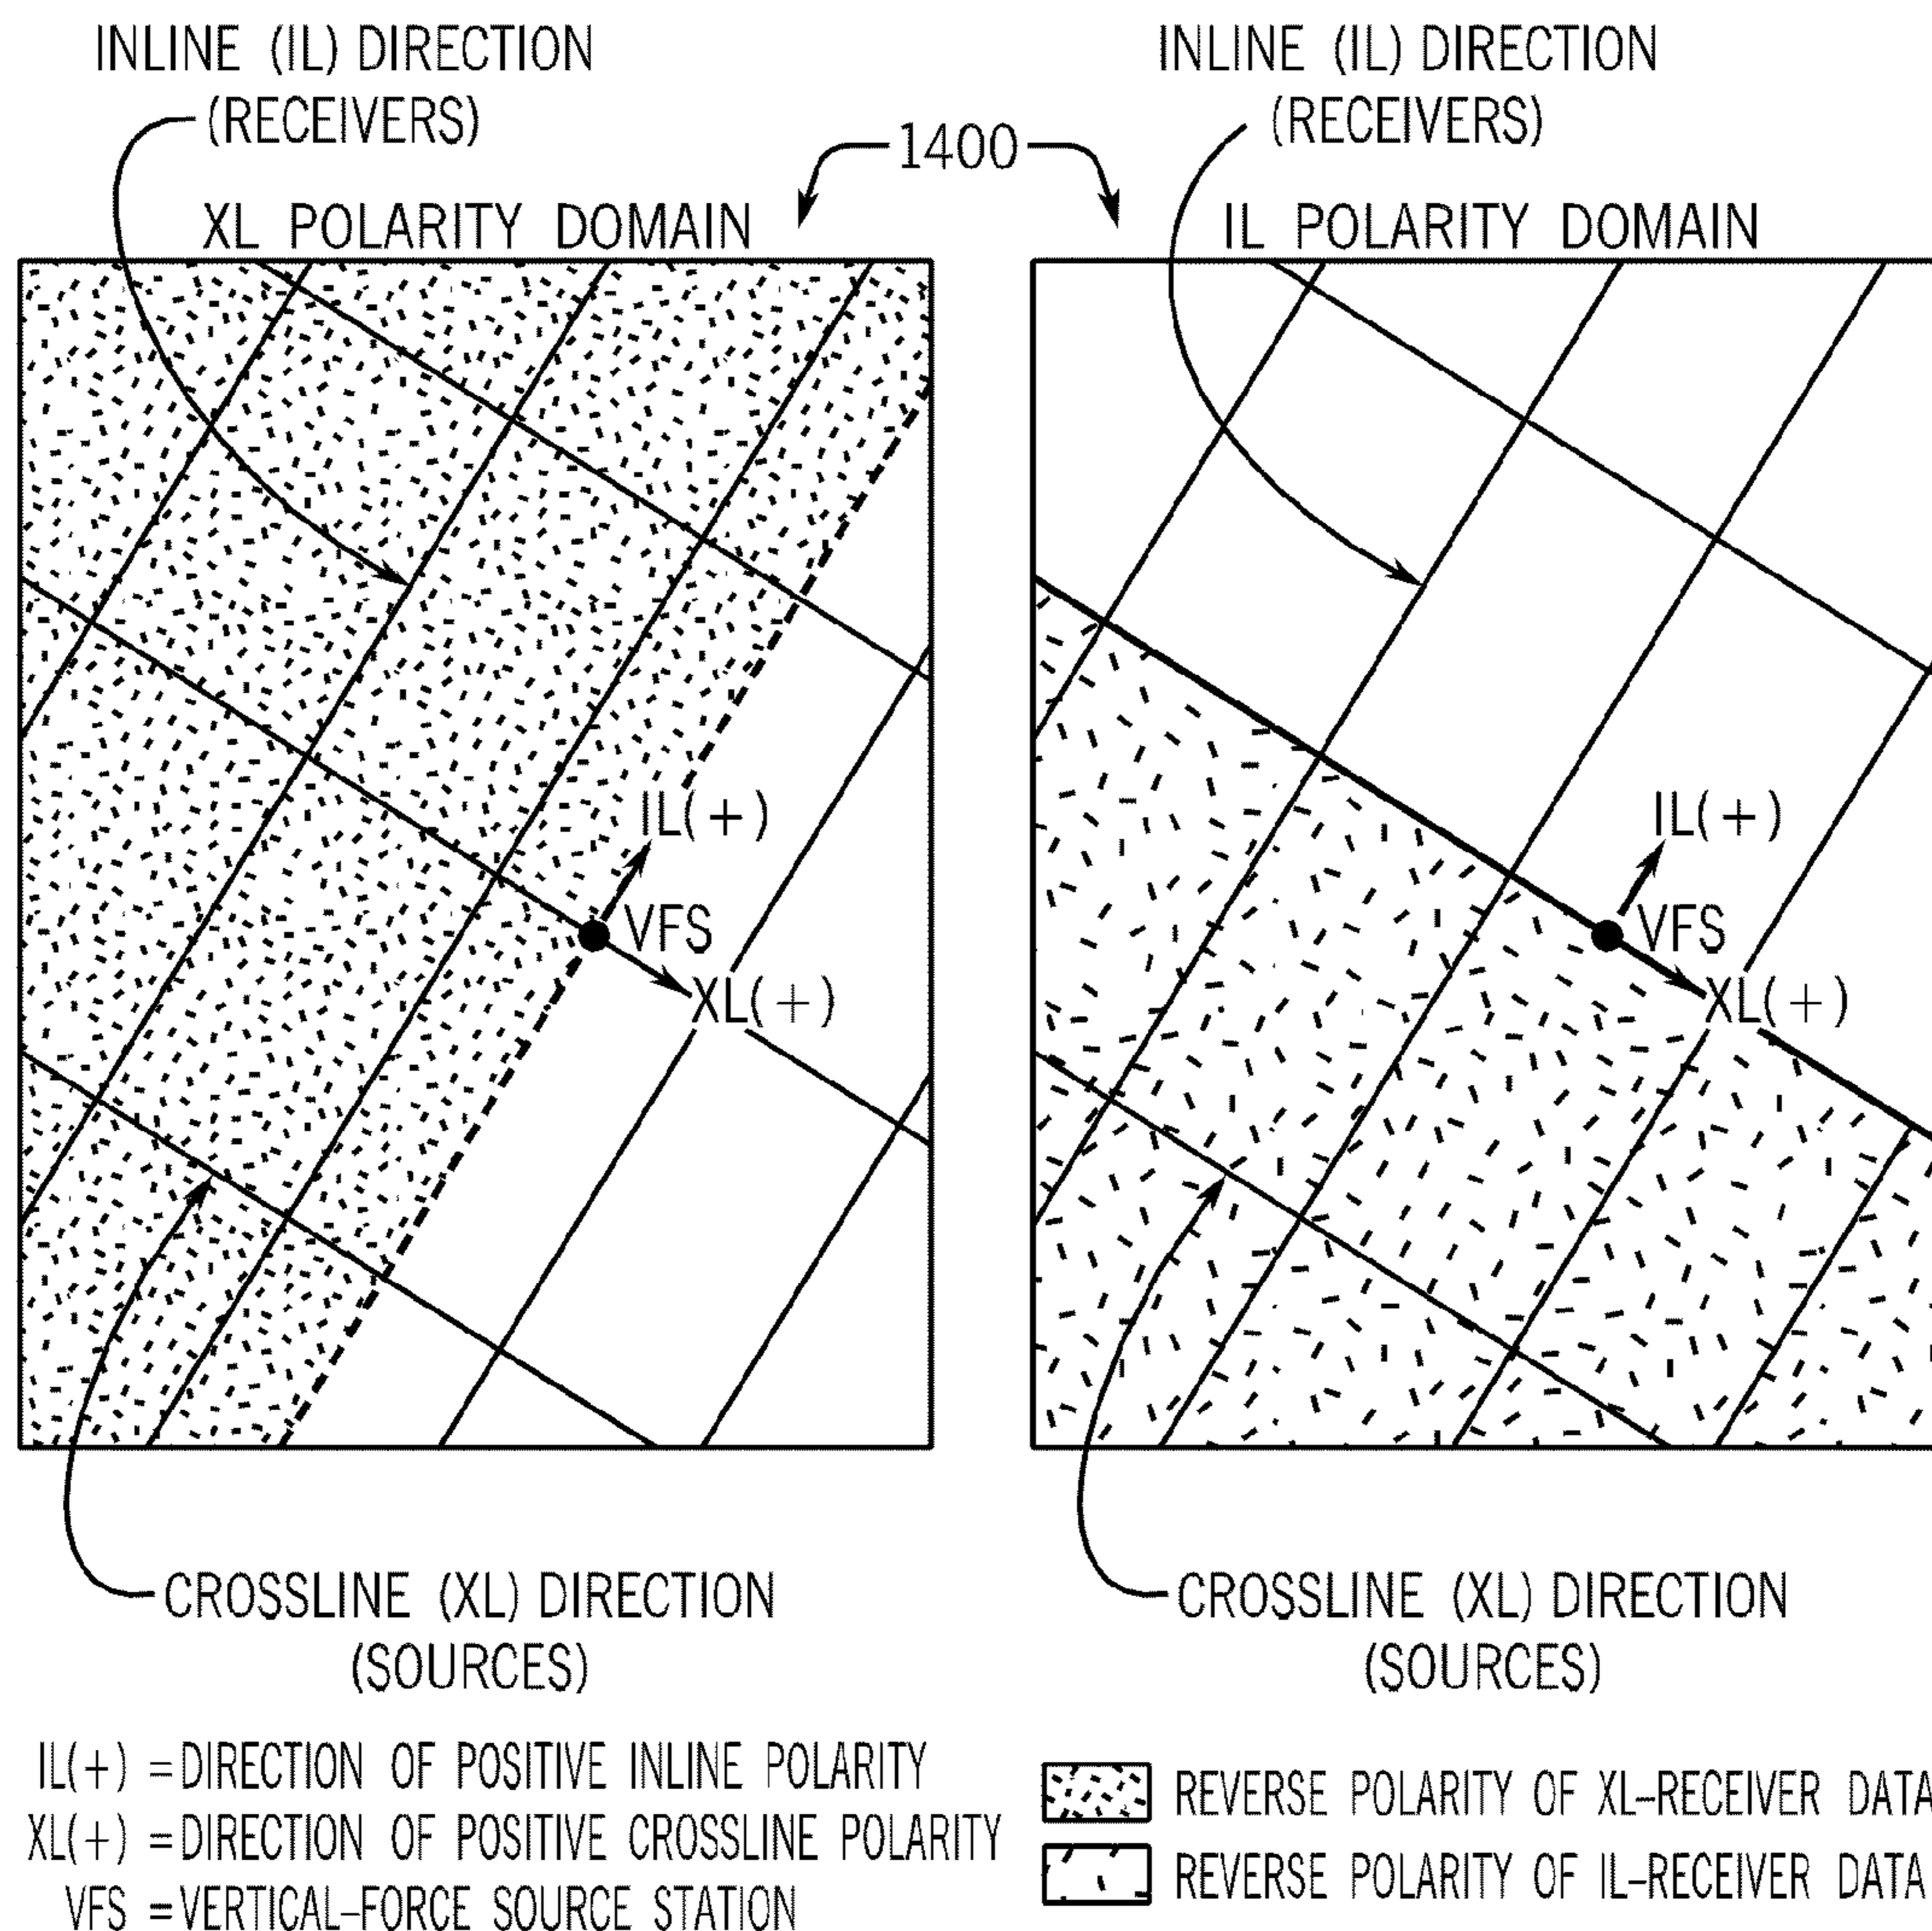 INLINE (IL) DIRECTION
(RECEIVERS)
INLINE (IL) DIRECTION
(RECEIVERS)
1400
XL POLARITY DOMAIN
IL POLARITY DOMAIN
IL(+)
VFS
XL(+)
IL(+)
VFS
XL(+)
CROSSLINE (XL) DIRECTION
(SOURCES)
CROSSLINE (XL) DIRECTION
(SOURCES)
IL(+) =DIRECTION OF POSITIVE INLINE POLARITY
XL(+) =DIRECTION OF POSITIVE CROSSLINE POLARITY
VFS =VERTICAL-FORCE SOURCE STATION
REVERSE POLARITY OF XL-RECEIVER DATA
REVERSE POLARITY OF IL-RECEIVER DATA